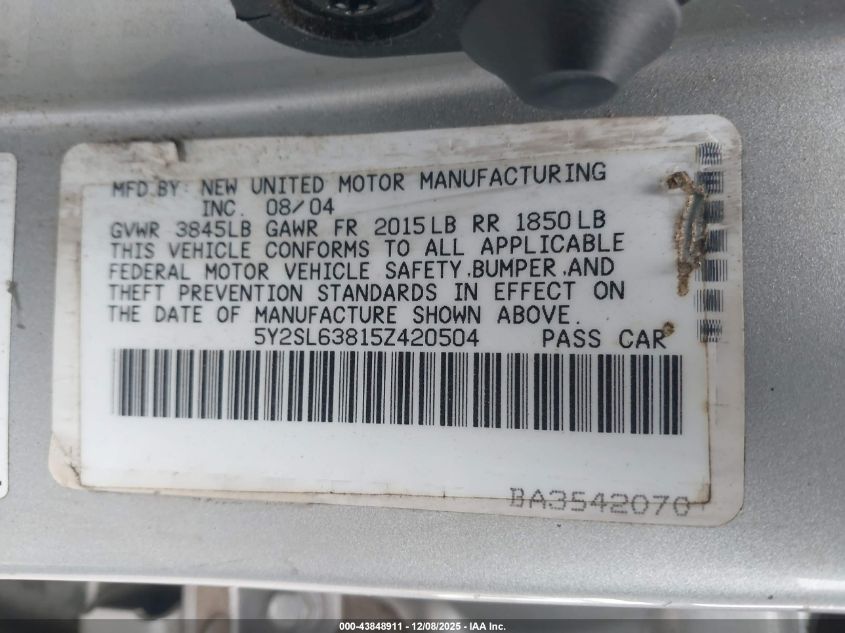 MFD.BY: NEW UNITED MOTOR MANUFACTURING
INC. 08/04
GVWR 3845LB GAWR FR 2015LB RR 1850LB
THIS VEHICLE CONFORMS TO ALL APPLICABLE
FEDERAL MOTOR VEHICLE SAFETY.BUMPER.AND
THEFT PREVENTION STANDARDS IN EFFECT ON
THE DATE OF MANUFACTURE SHOWN ABOVE.
5Y2SL63815Z420504 PASS CAR
BA3542070
000-43848911 - 12/08/2025 - IAA Inc.